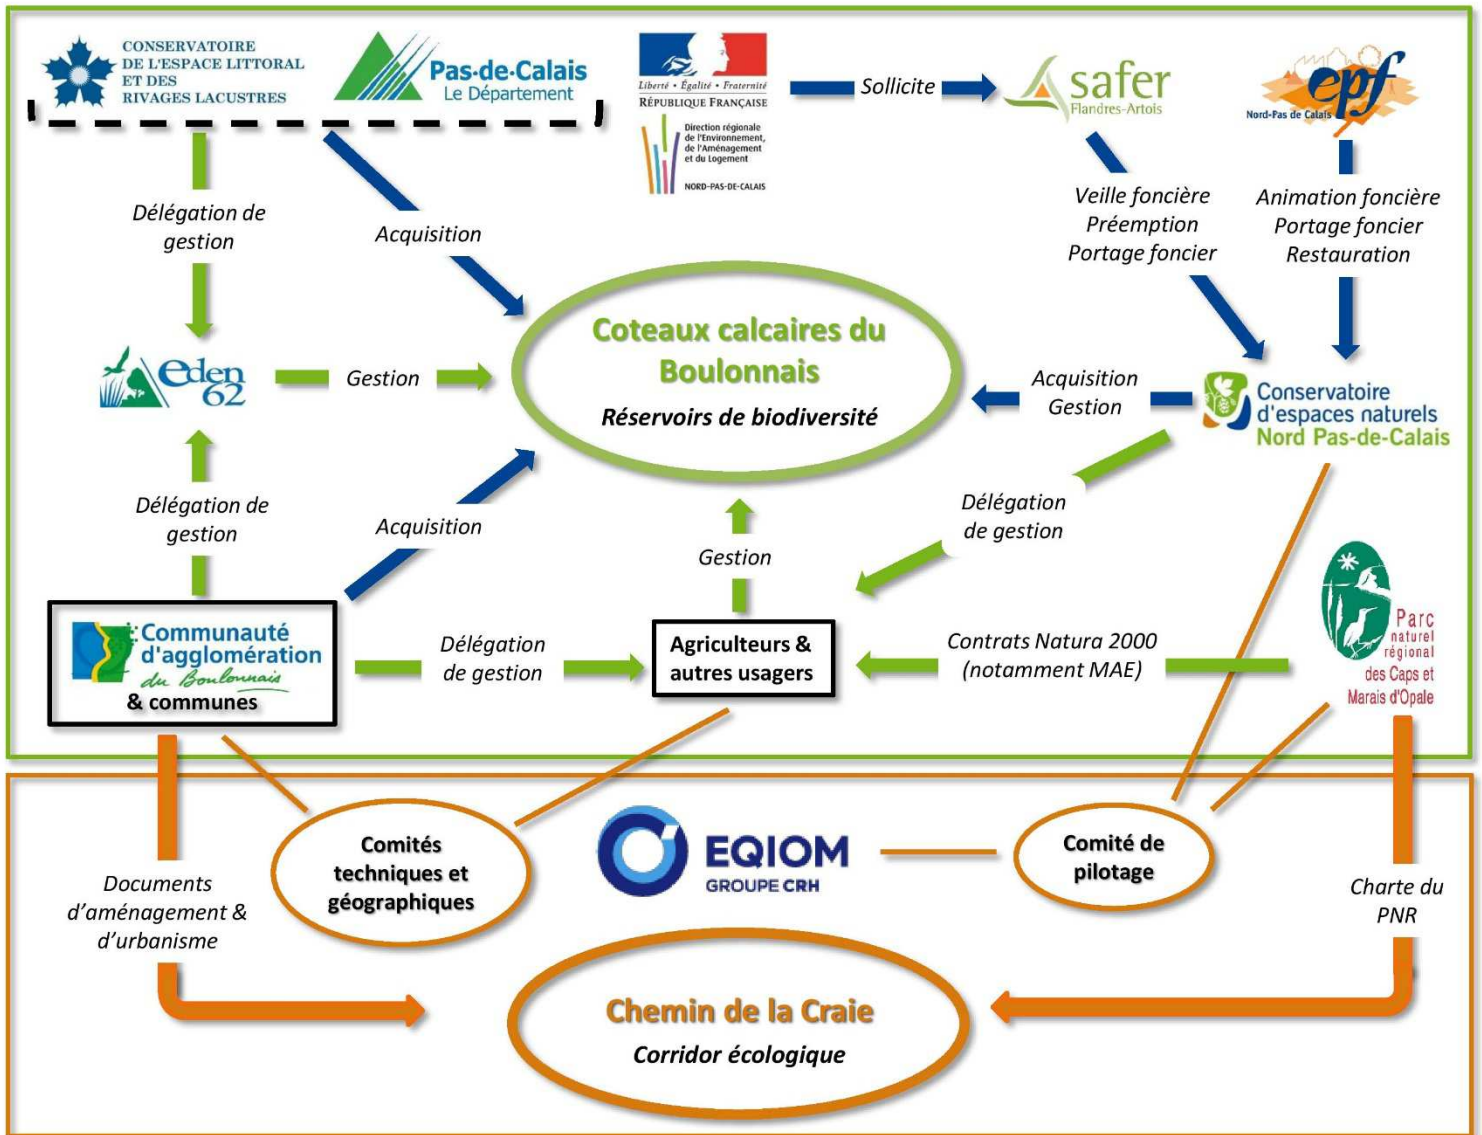 CONSERVATOIRE
DE L'ESPACE LITTORAL
ET DES
RIVAGES LACUSTRES
Pas-de-Calais
Le Département
Liberté • Égalité • Fraternité
RÉPUBLIQUE FRANÇAISE
Direction régionale
de l'Environnement,
de l'Aménagement
et du Logement
NORD-PAS-DE-CALAIS
Sollicite
safer
Flandres-Artois
epf
Nord-Pas de Calais
Délégation de
gestion
Acquisition
Veille foncière
Préemption
Portage foncier
Animation foncière
Portage foncier
Restauration
Coteaux calcaires du
Boulonnais
Réservoirs de biodiversité
eden
62
Gestion
Acquisition
Gestion
Conservatoire
d'espaces naturels
Nord Pas-de-Calais
Délégation de
gestion
Acquisition
Gestion
Délégation
de gestion
Communauté
d'agglomération
du Boulonnais
& communes
Délégation
de gestion
Agriculteurs &
autres usagers
Contrats Natura 2000
(notamment MAE)
Parc
naturel
régional
des Caps et
Marais d'Opale
Comités
techniques et
géographiques
EQIOM
GROUPE CRH
Comité de
pilotage
Documents
d’aménagement &
d’urbanisme
Charte du
PNR
Chemin de la Craie
Corridor écologique